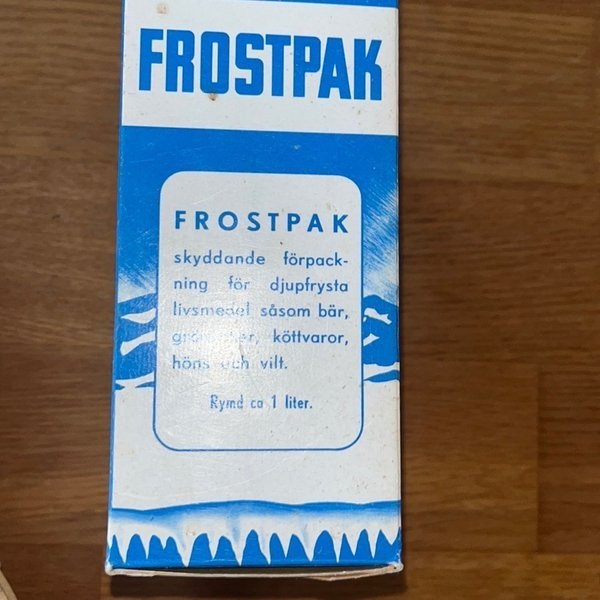 FROSTPAK
FROSTPAK
skyddande förpack-
ning för djupfrysta
livsmedel såsom bär,
köttvaror,
höns och vilt.
Rymd ca 1 liter.